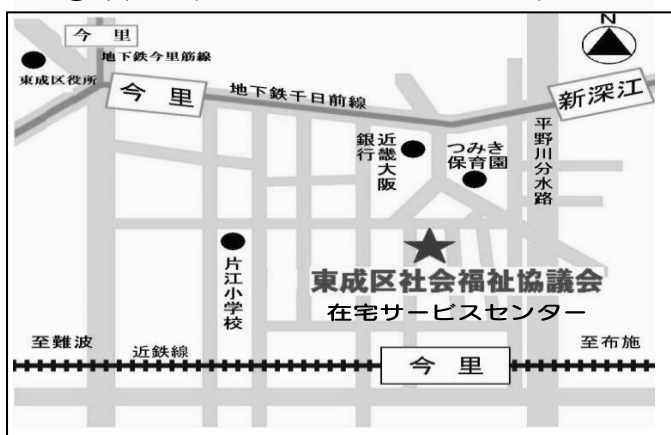 今里
地下鉄今里筋線
東成区役所
今里
地下鉄千日前線
新深江
N
平野川分水路
近畿大阪
銀行
つみき
保育園
片江小学校
東成区社会福祉協議会
在宅サービスセンター
至難波
近鉄線
今里
至布施